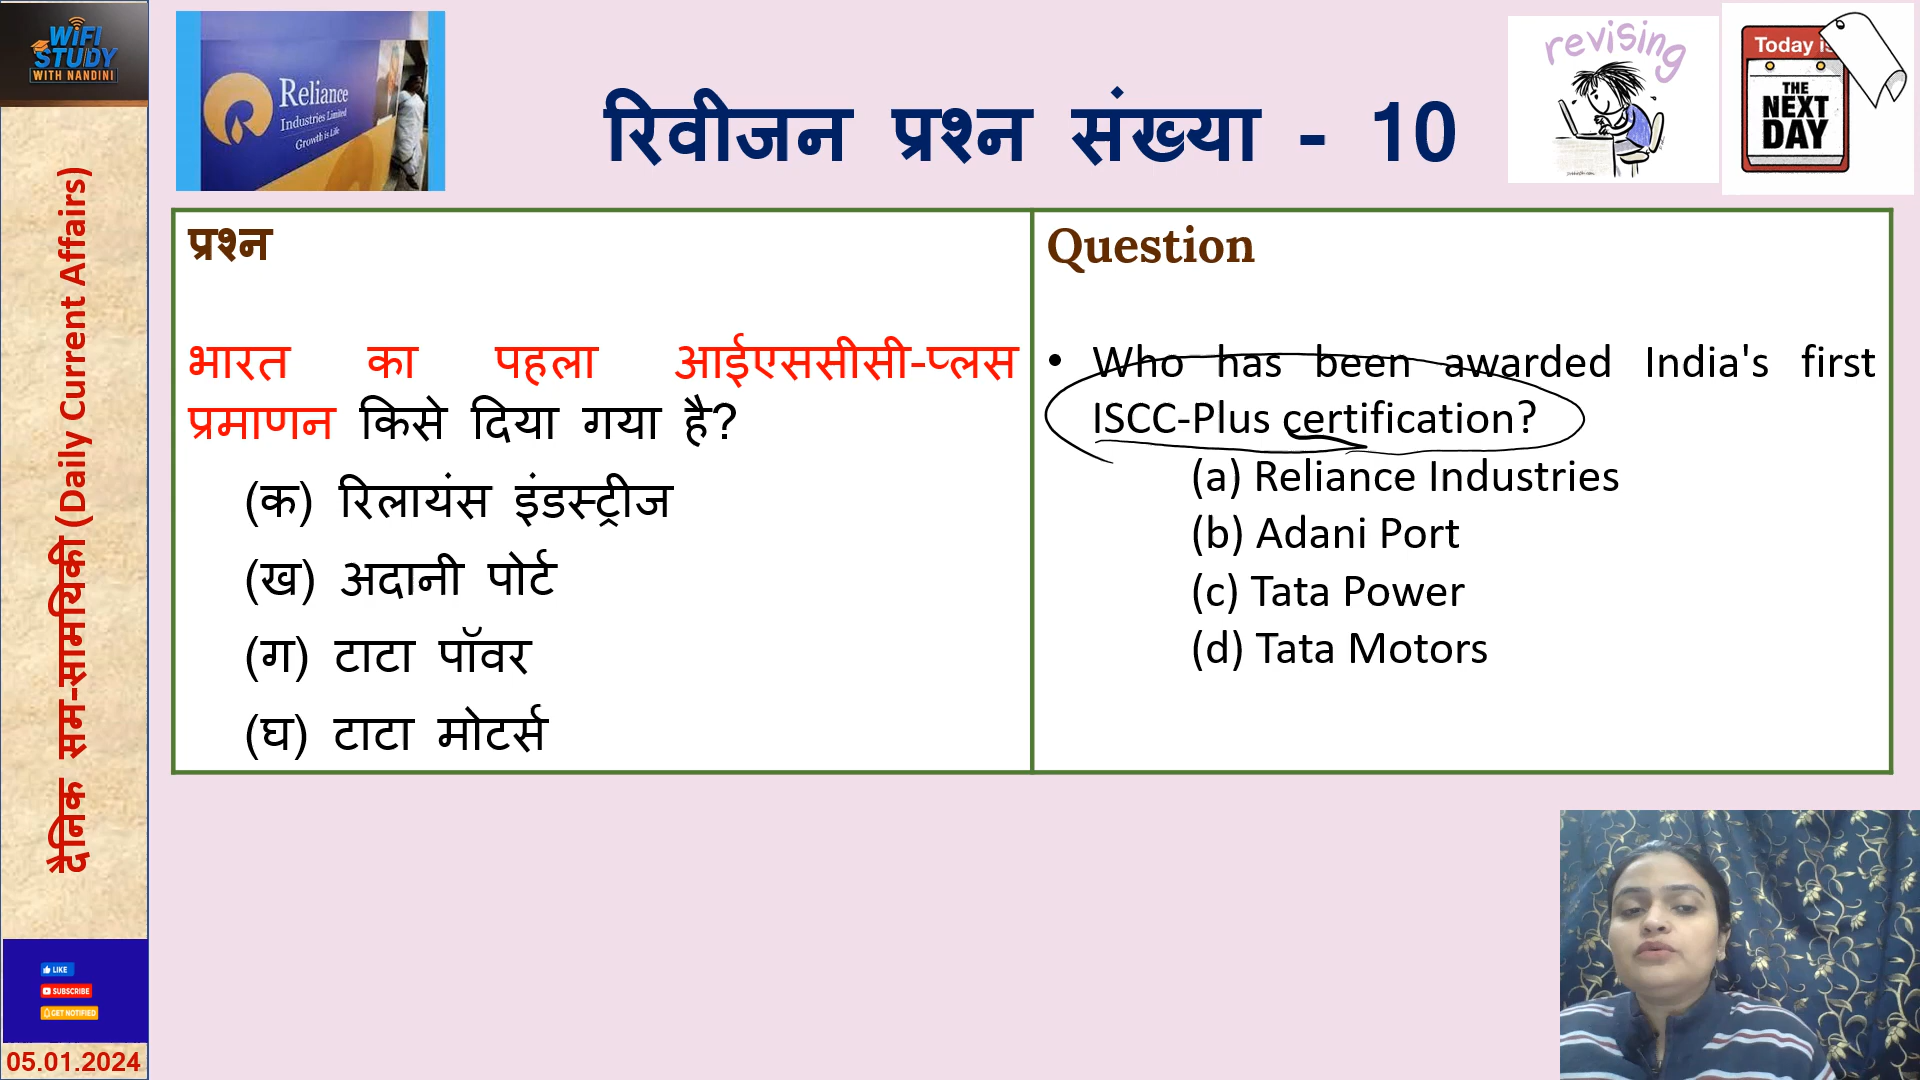 WiFi
STUDY
WITH NANDINI
Reliance
Industries Limited
Growth is Life
रिवीजन प्रश्न संख्या - 10
revising
Today is
THE
NEXT
DAY
दैनिक सम-सामयिकी (Daily Current Affairs)
प्रश्न
भारत का पहला आईएससीसी-प्लस
प्रमाणन किसे दिया गया है?
(क) रिलायंस इंडस्ट्रीज
(ख) अदानी पोर्ट
(ग) टाटा पॉवर
(घ) टाटा मोटर्स
Question
• Who has been awarded India's first
ISCC-Plus certification?
(a) Reliance Industries
(b) Adani Port
(c) Tata Power
(d) Tata Motors
LIKE
SUBSCRIBE
GET NOTIFIED
05.01.2024